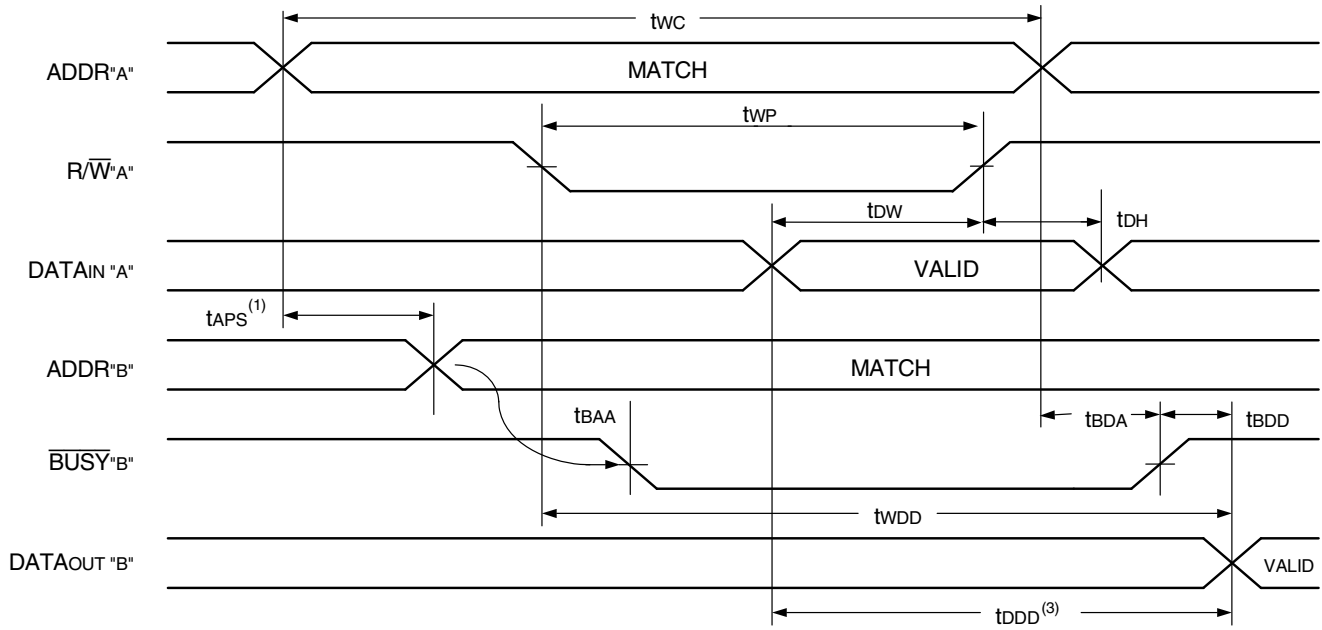 tWC
ADDR"A" MATCH
tWP
R/W̅"A"
tDW tDH
DATAIN "A" VALID
tAPS(1)
ADDR"B" MATCH
tBAA tBDA tBDD
B̅U̅S̅Y̅"B"
tWDD
DATAOUT "B" VALID
tDDD(3)